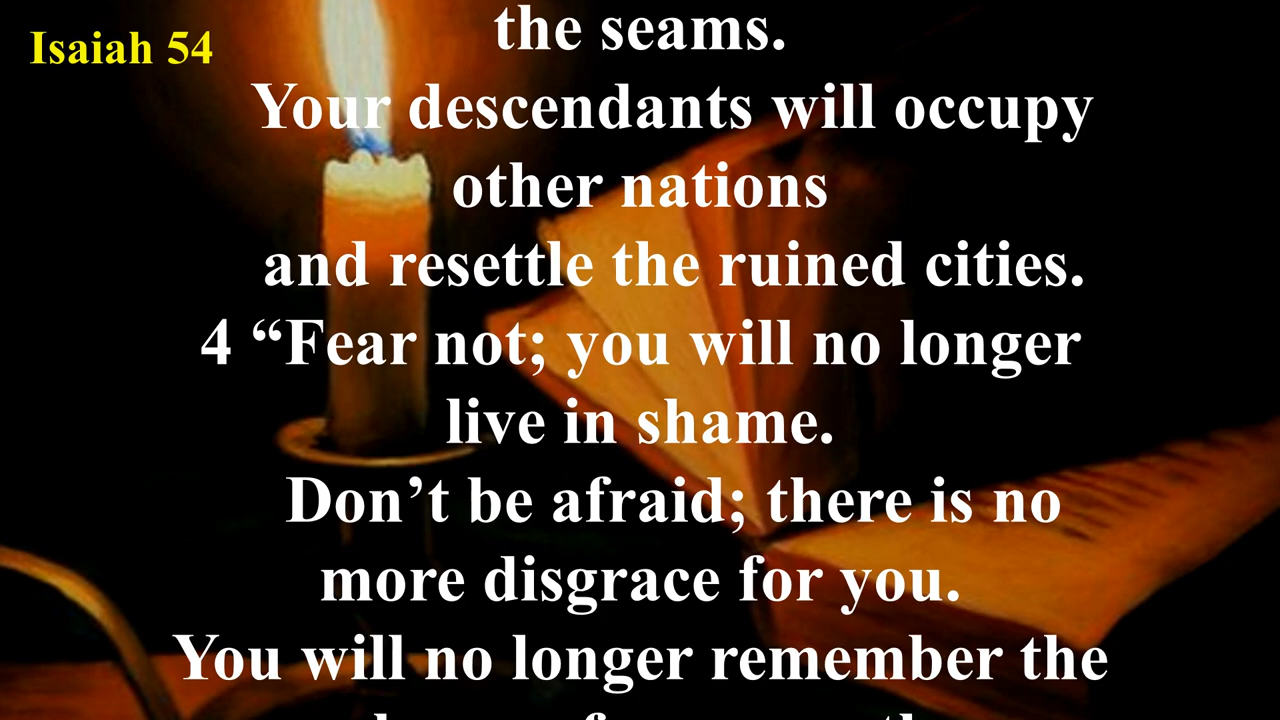 Isaiah 54
the seams.
Your descendants will occupy
other nations
and resettle the ruined cities.
4 “Fear not; you will no longer
live in shame.
Don’t be afraid; there is no
more disgrace for you.
You will no longer remember the